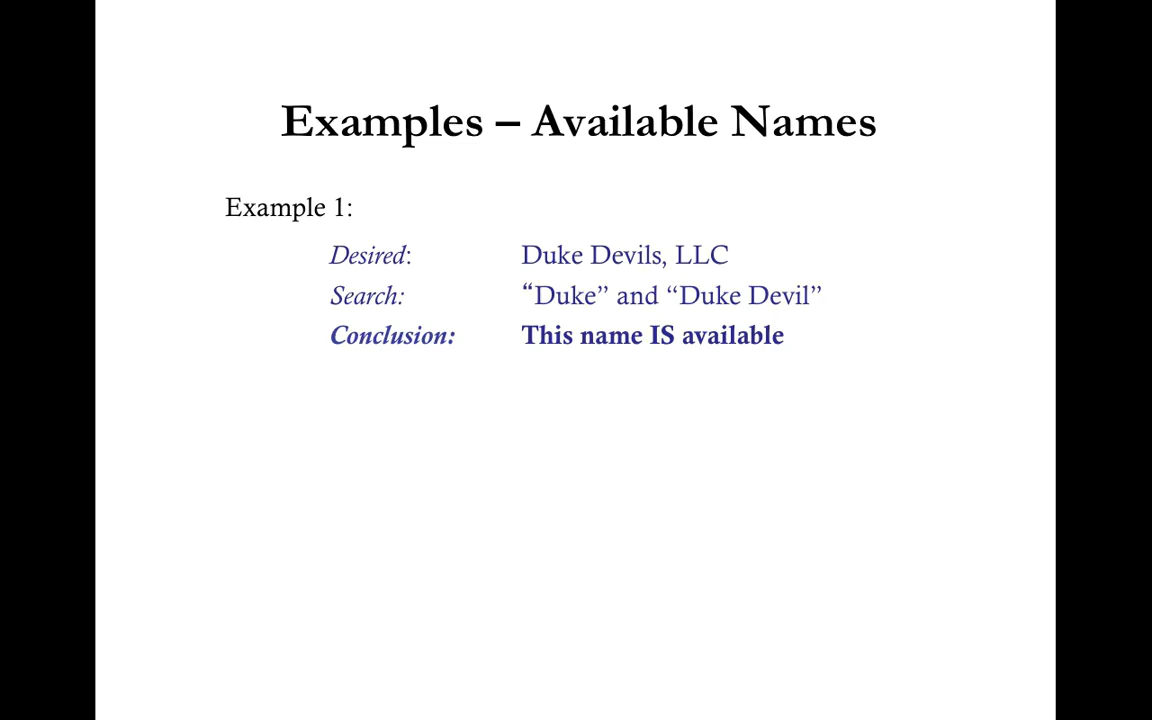 Examples – Available Names
Example 1:
Desired: Duke Devils, LLC
Search: “Duke” and “Duke Devil”
Conclusion: This name IS available